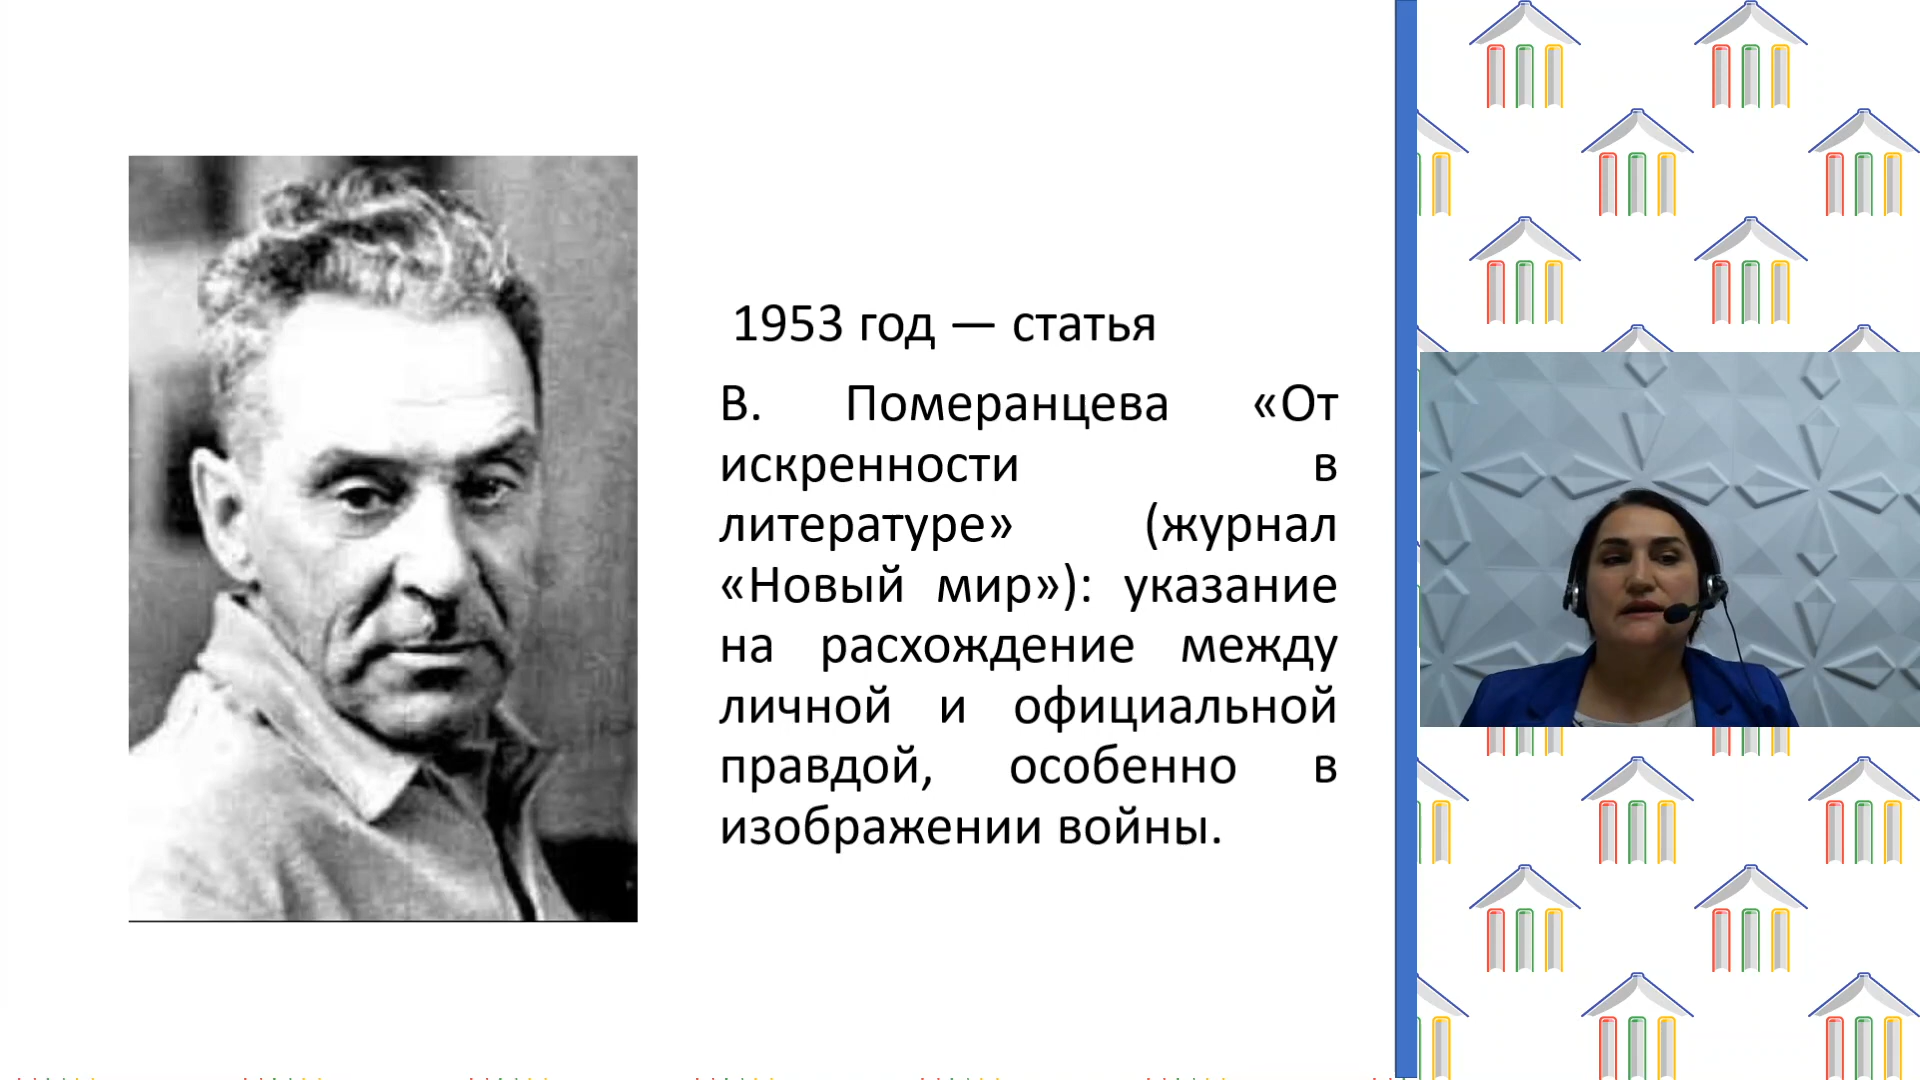 1953 год — статья
В. Померанцева «От
искренности в
литературе» (журнал
«Новый мир»): указание
на расхождение между
личной и официальной
правдой, особенно в
изображении войны.